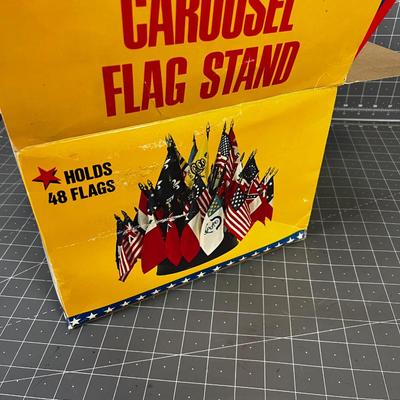 CAROUSEL
FLAG STAND
HOLDS
48 FLAGS